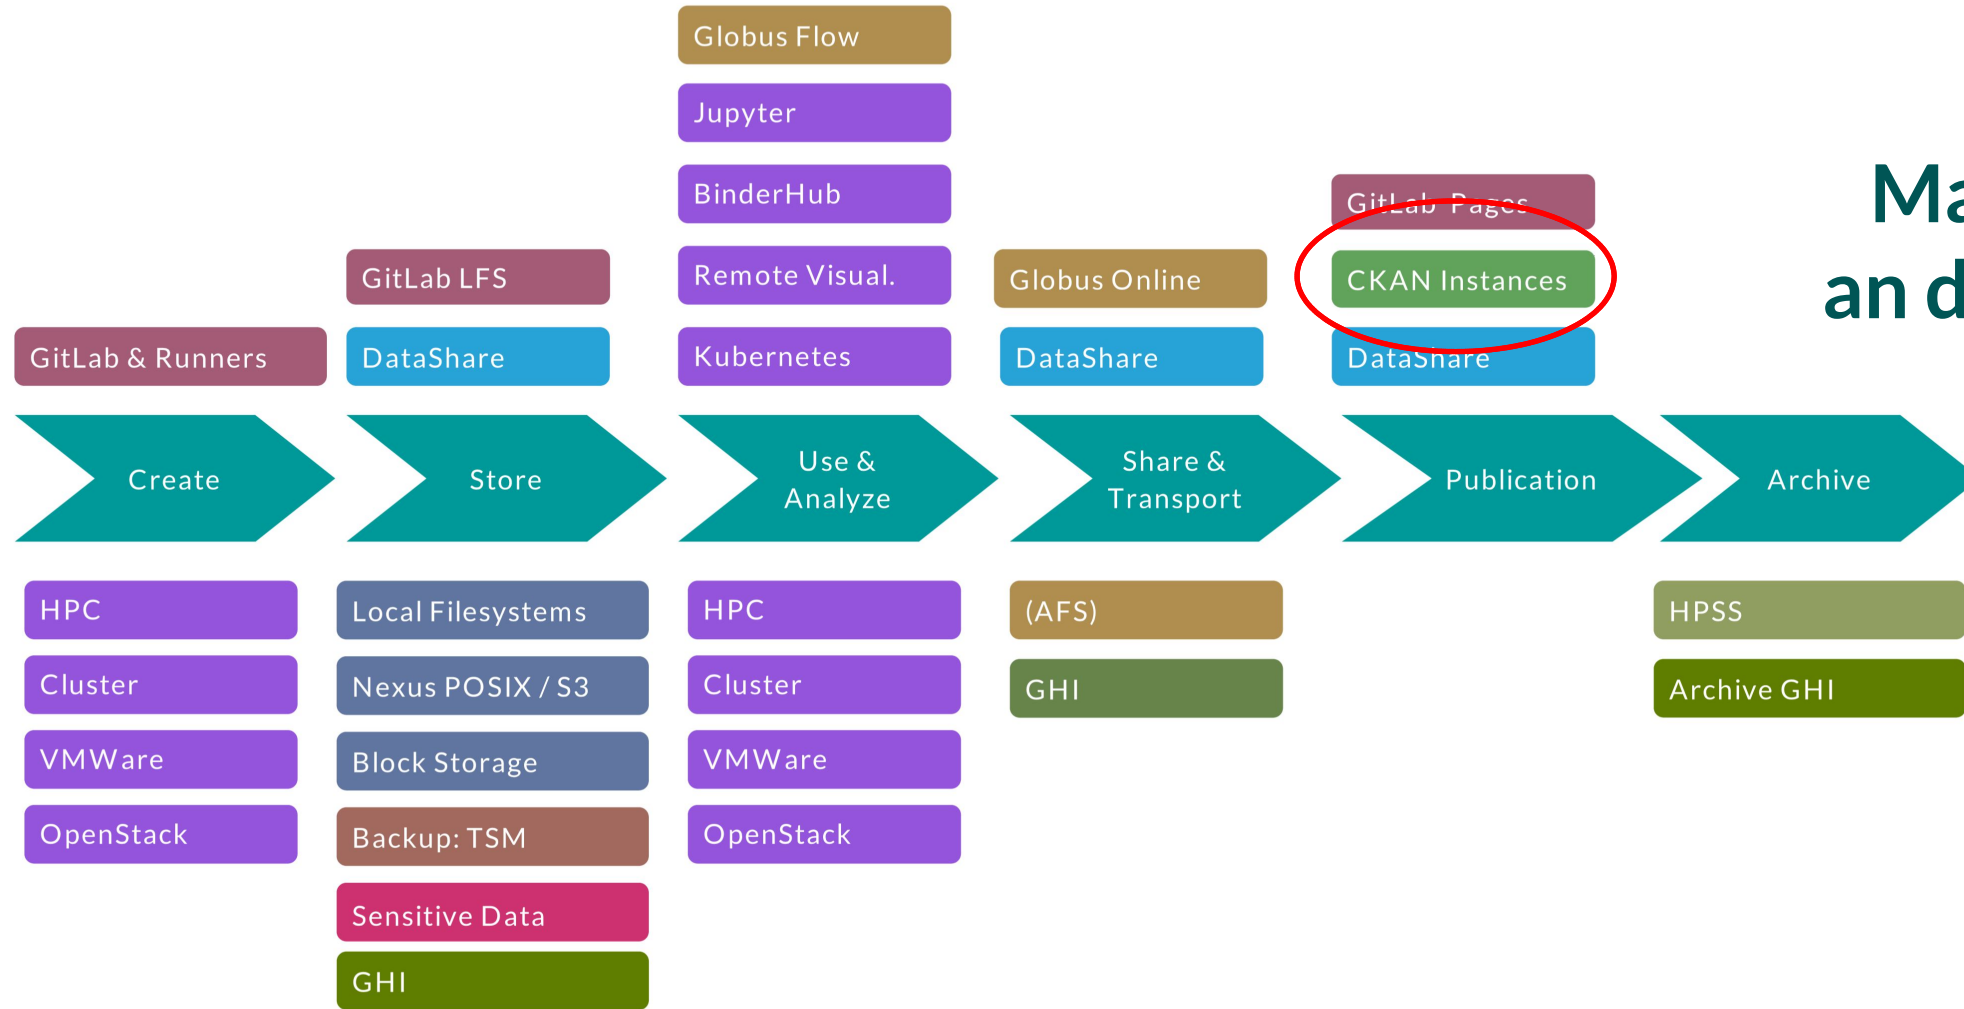 Globus Flow
Jupyter
BinderHub
Remote Visual.
Kubernetes
GitLab & Runners
GitLab LFS
DataShare
Globus Online
DataShare
GitLab Pages
CKAN Instances
DataShare
Ma
an d
Create
Store
Use &
Analyze
Share &
Transport
Publication
Archive
HPC
Cluster
VMWare
OpenStack
Local Filesystems
Nexus POSIX / S3
Block Storage
Backup: TSM
Sensitive Data
GHI
HPC
Cluster
VMWare
OpenStack
(AFS)
GHI
HPSS
Archive GHI